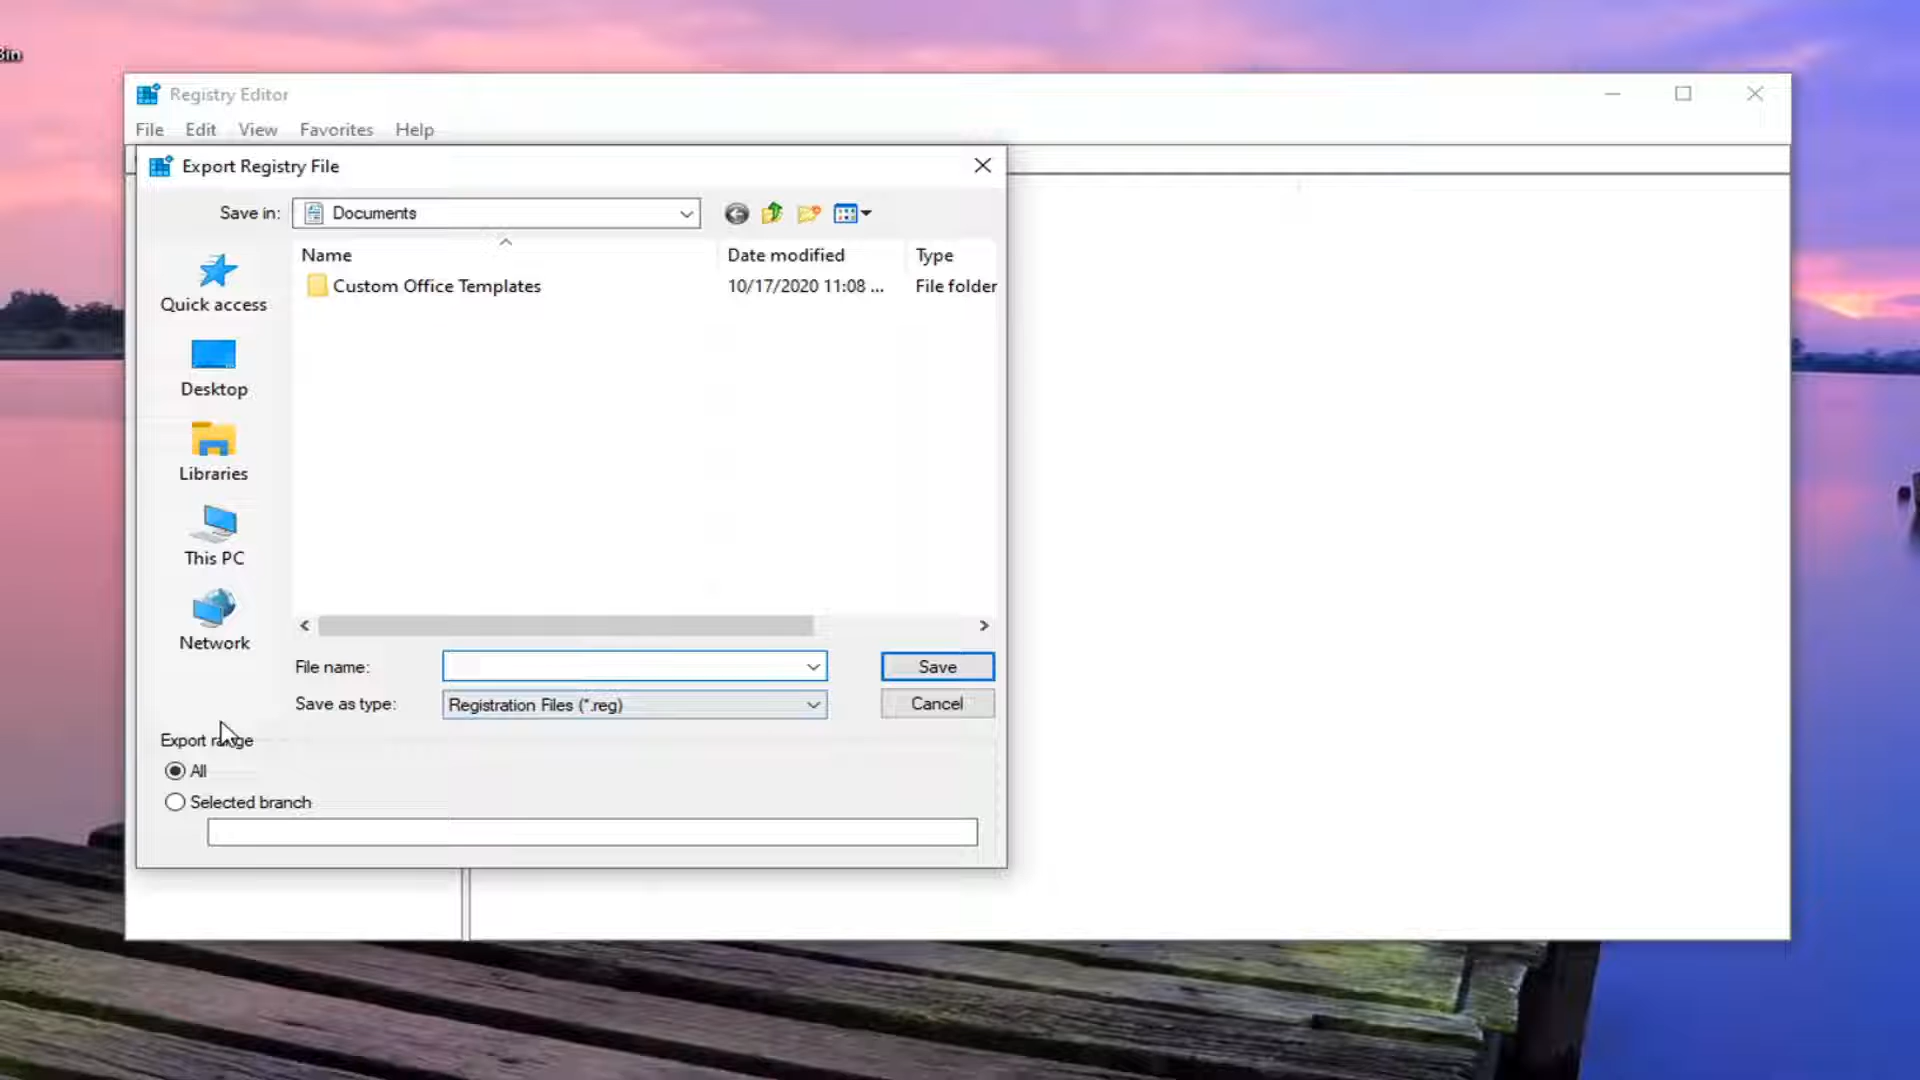 Bin
Registry Editor
File Edit View Favorites Help
Export Registry File
Save in: Documents
Name Date modified Type
Custom Office Templates 10/17/2020 11:08 ... File folder
Quick access
Desktop
Libraries
This PC
Network
File name: Save
Save as type: Registration Files (*.reg) Cancel
Export range
All
Selected branch